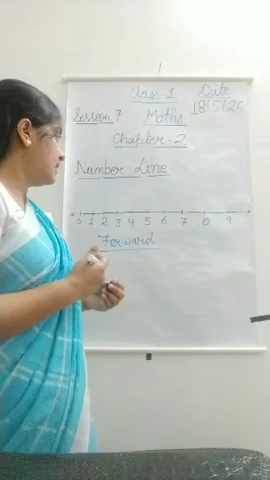 Class-1 Date
Session 7 Maths 18/5/20
Chapter-2
Number Line
0 1 2 3 4 5 6 7 8 9
Forward